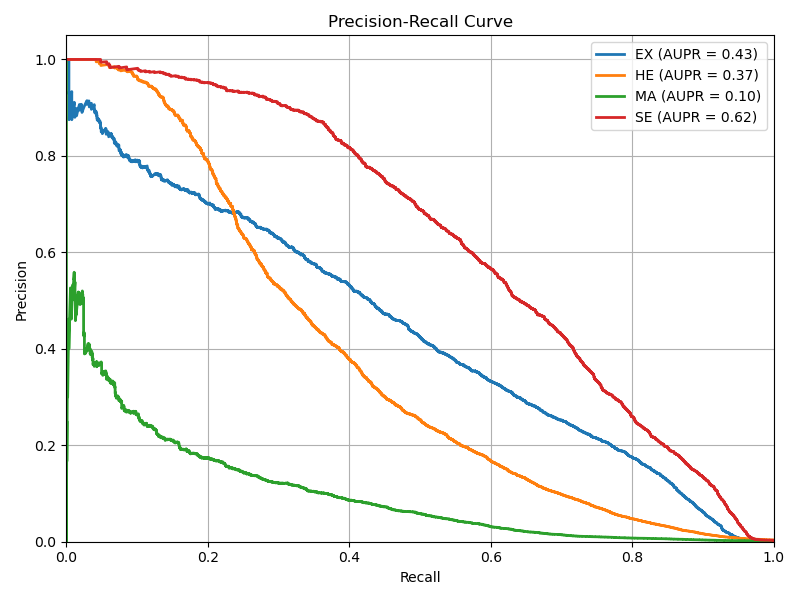 Precision-Recall Curve
EX (AUPR = 0.43)
HE (AUPR = 0.37)
MA (AUPR = 0.10)
SE (AUPR = 0.62)
Precision
1.0
0.8
0.6
0.4
0.2
0.0
0.0 0.2 0.4 0.6 0.8 1.0
Recall